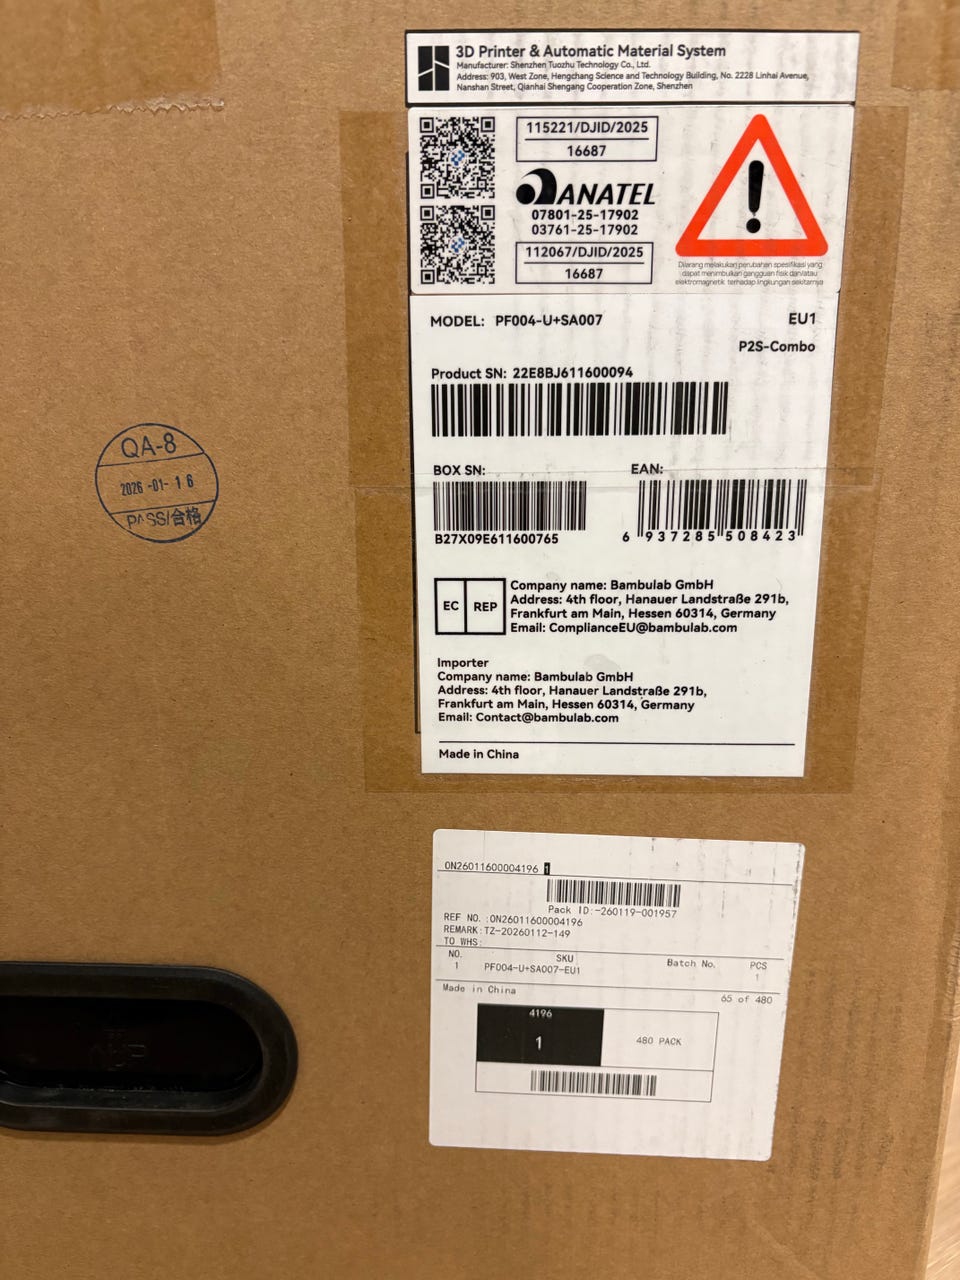 3D Printer & Automatic Material System
Manufacturer: Shenzhen Tuozhu Technology Co., Ltd.
Address: 903, West Zone, Hengchang Science and Technology Building, No. 2228 Linhai Avenue,
Nanshan Street, Qianhai Shengang Cooperation Zone, Shenzhen
115221/DJID/2025
16687
ANATEL
07801-25-17902
03761-25-17902
112067/DJID/2025
16687
Dilarang melakukan perubahan spesifikasi yang
dapat menimbulkan gangguan fisik dan/atau
elektromagnetik terhadap lingkungan sekitarnya
MODEL: PF004-U+SA007
EU1
P2S-Combo
Product SN: 22E8BJ611600094
BOX SN:
B27X09E611600765
EAN:
6 937285 508423
EC REP
Company name: Bambulab GmbH
Address: 4th floor, Hanauer Landstraße 291b,
Frankfurt am Main, Hessen 60314, Germany
Email: ComplianceEU@bambulab.com
Importer
Company name: Bambulab GmbH
Address: 4th floor, Hanauer Landstraße 291b,
Frankfurt am Main, Hessen 60314, Germany
Email: Contact@bambulab.com
Made in China
QA-8
2026-01-16
PASS/合格
ON26011600004196 1
Pack ID:-260119-001957
REF NO. :ON26011600004196
REMARK:TZ-20260112-149
TO WHS:
NO. SKU Batch No. PCS
1 PF004-U+SA007-EU1 1
Made in China
65 of 480
4196
1
480 PACK